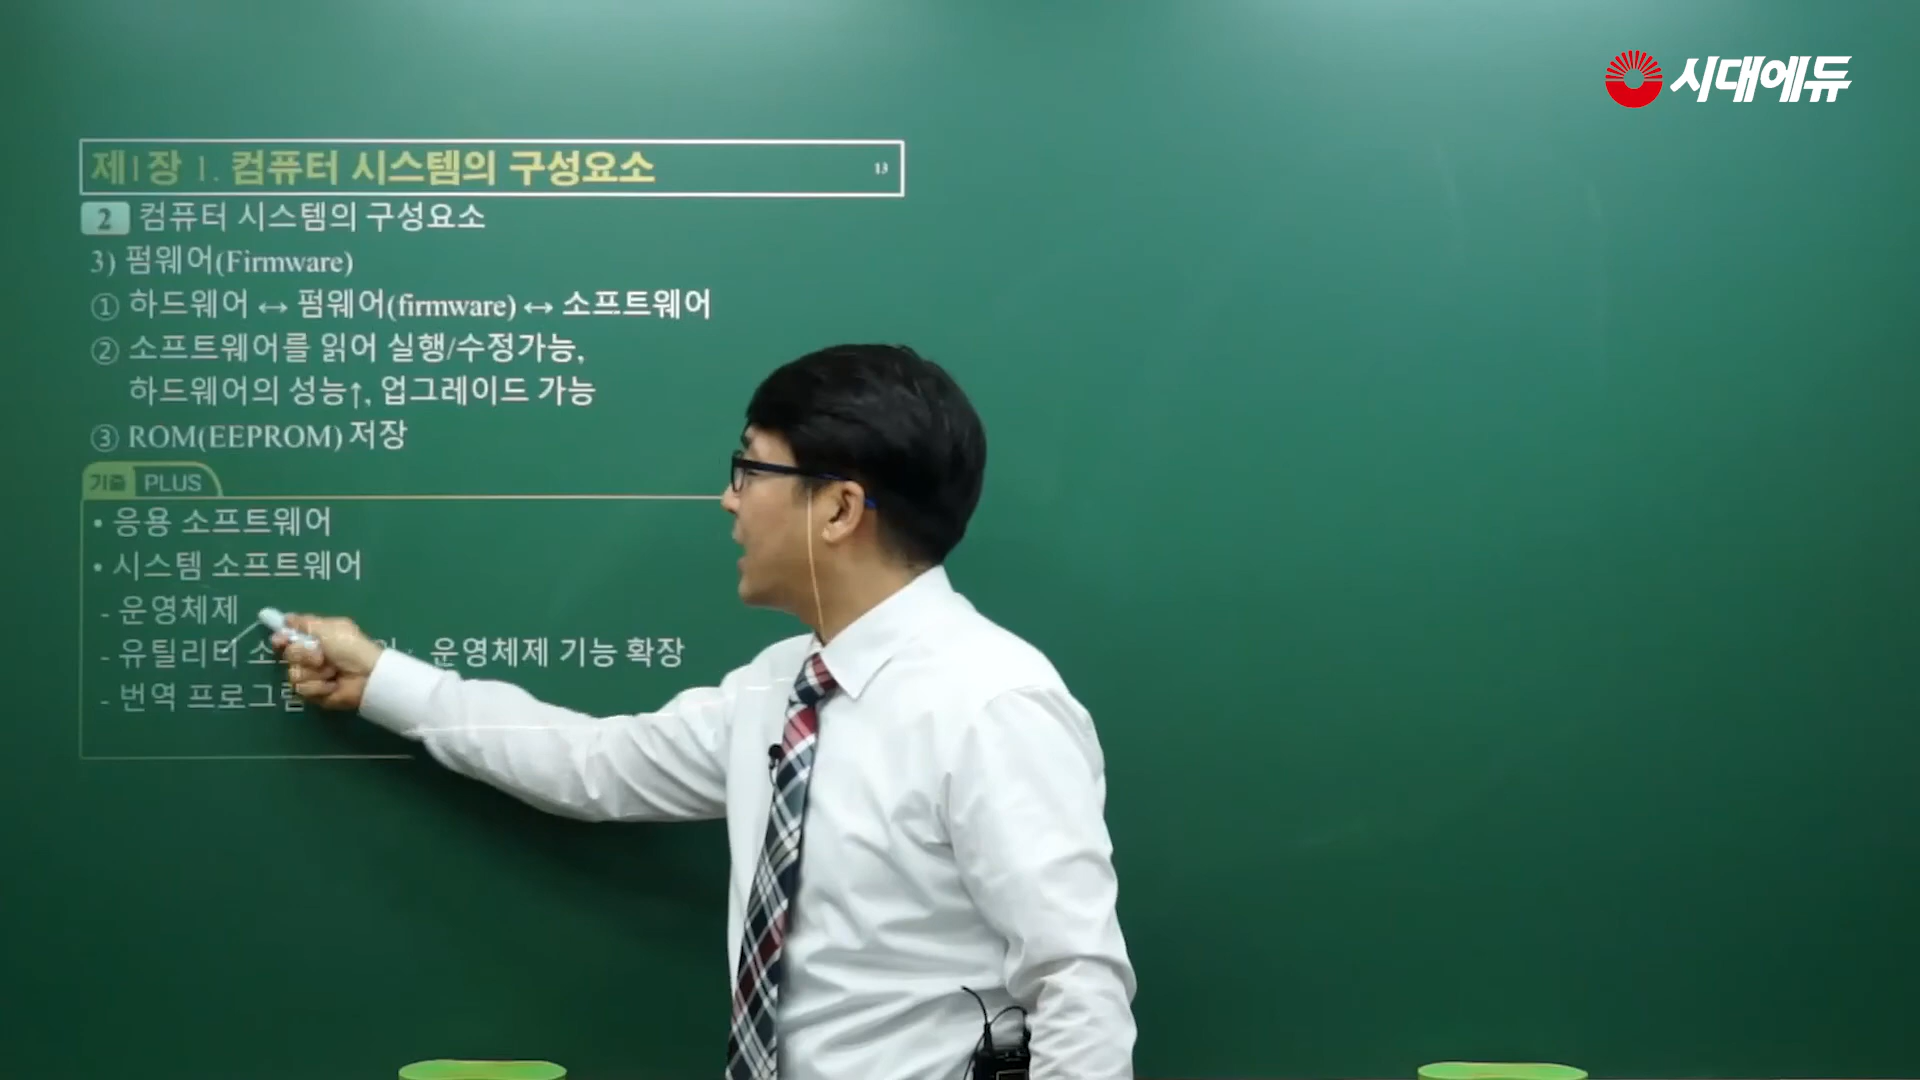 시대에듀
제1장 1. 컴퓨터 시스템의 구성요소 13
2 컴퓨터 시스템의 구성요소
3) 펌웨어(Firmware)
① 하드웨어 ↔ 펌웨어(firmware) ↔ 소프트웨어
② 소프트웨어를 읽어 실행/수정가능,
하드웨어의 성능↑, 업그레이드 가능
③ ROM(EEPROM) 저장
기출 PLUS
• 응용 소프트웨어
• 시스템 소프트웨어
- 운영체제
- 유틸리티 운영체제 기능 확장
- 번역 프로그램